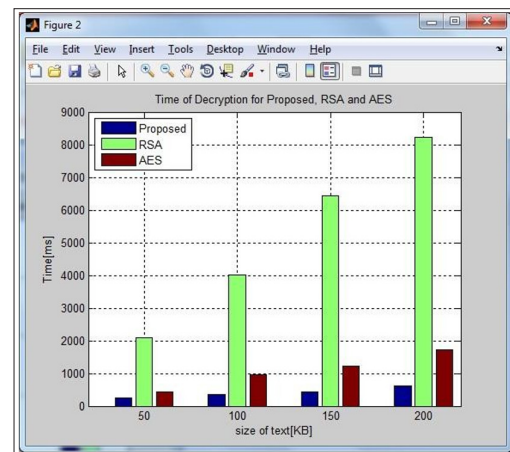 Figure 2
File Edit View Insert Tools Desktop Window Help
Time of Decryption for Proposed, RSA and AES
Proposed
RSA
AES
9000
8000
7000
6000
5000
4000
3000
2000
1000
0
Time[ms]
50 100 150 200
size of text[KB]